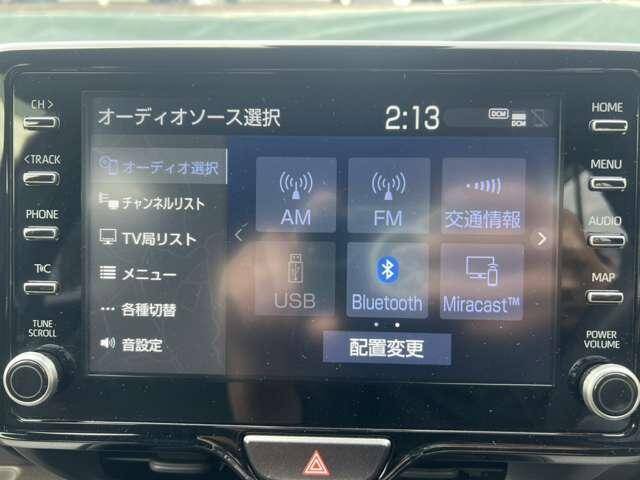 CH >
<TRACK
PHONE
T*C
TUNE
SCROLL
オーディオソース選択
2:13
DCM
DCM
オーディオ選択
チャンネルリスト
TV局リスト
メニュー
各種切替
音設定
AM
FM
交通情報
USB
Bluetooth
Miracast™
配置変更
HOME
MENU
AUDIO
MAP
POWER
VOLUME